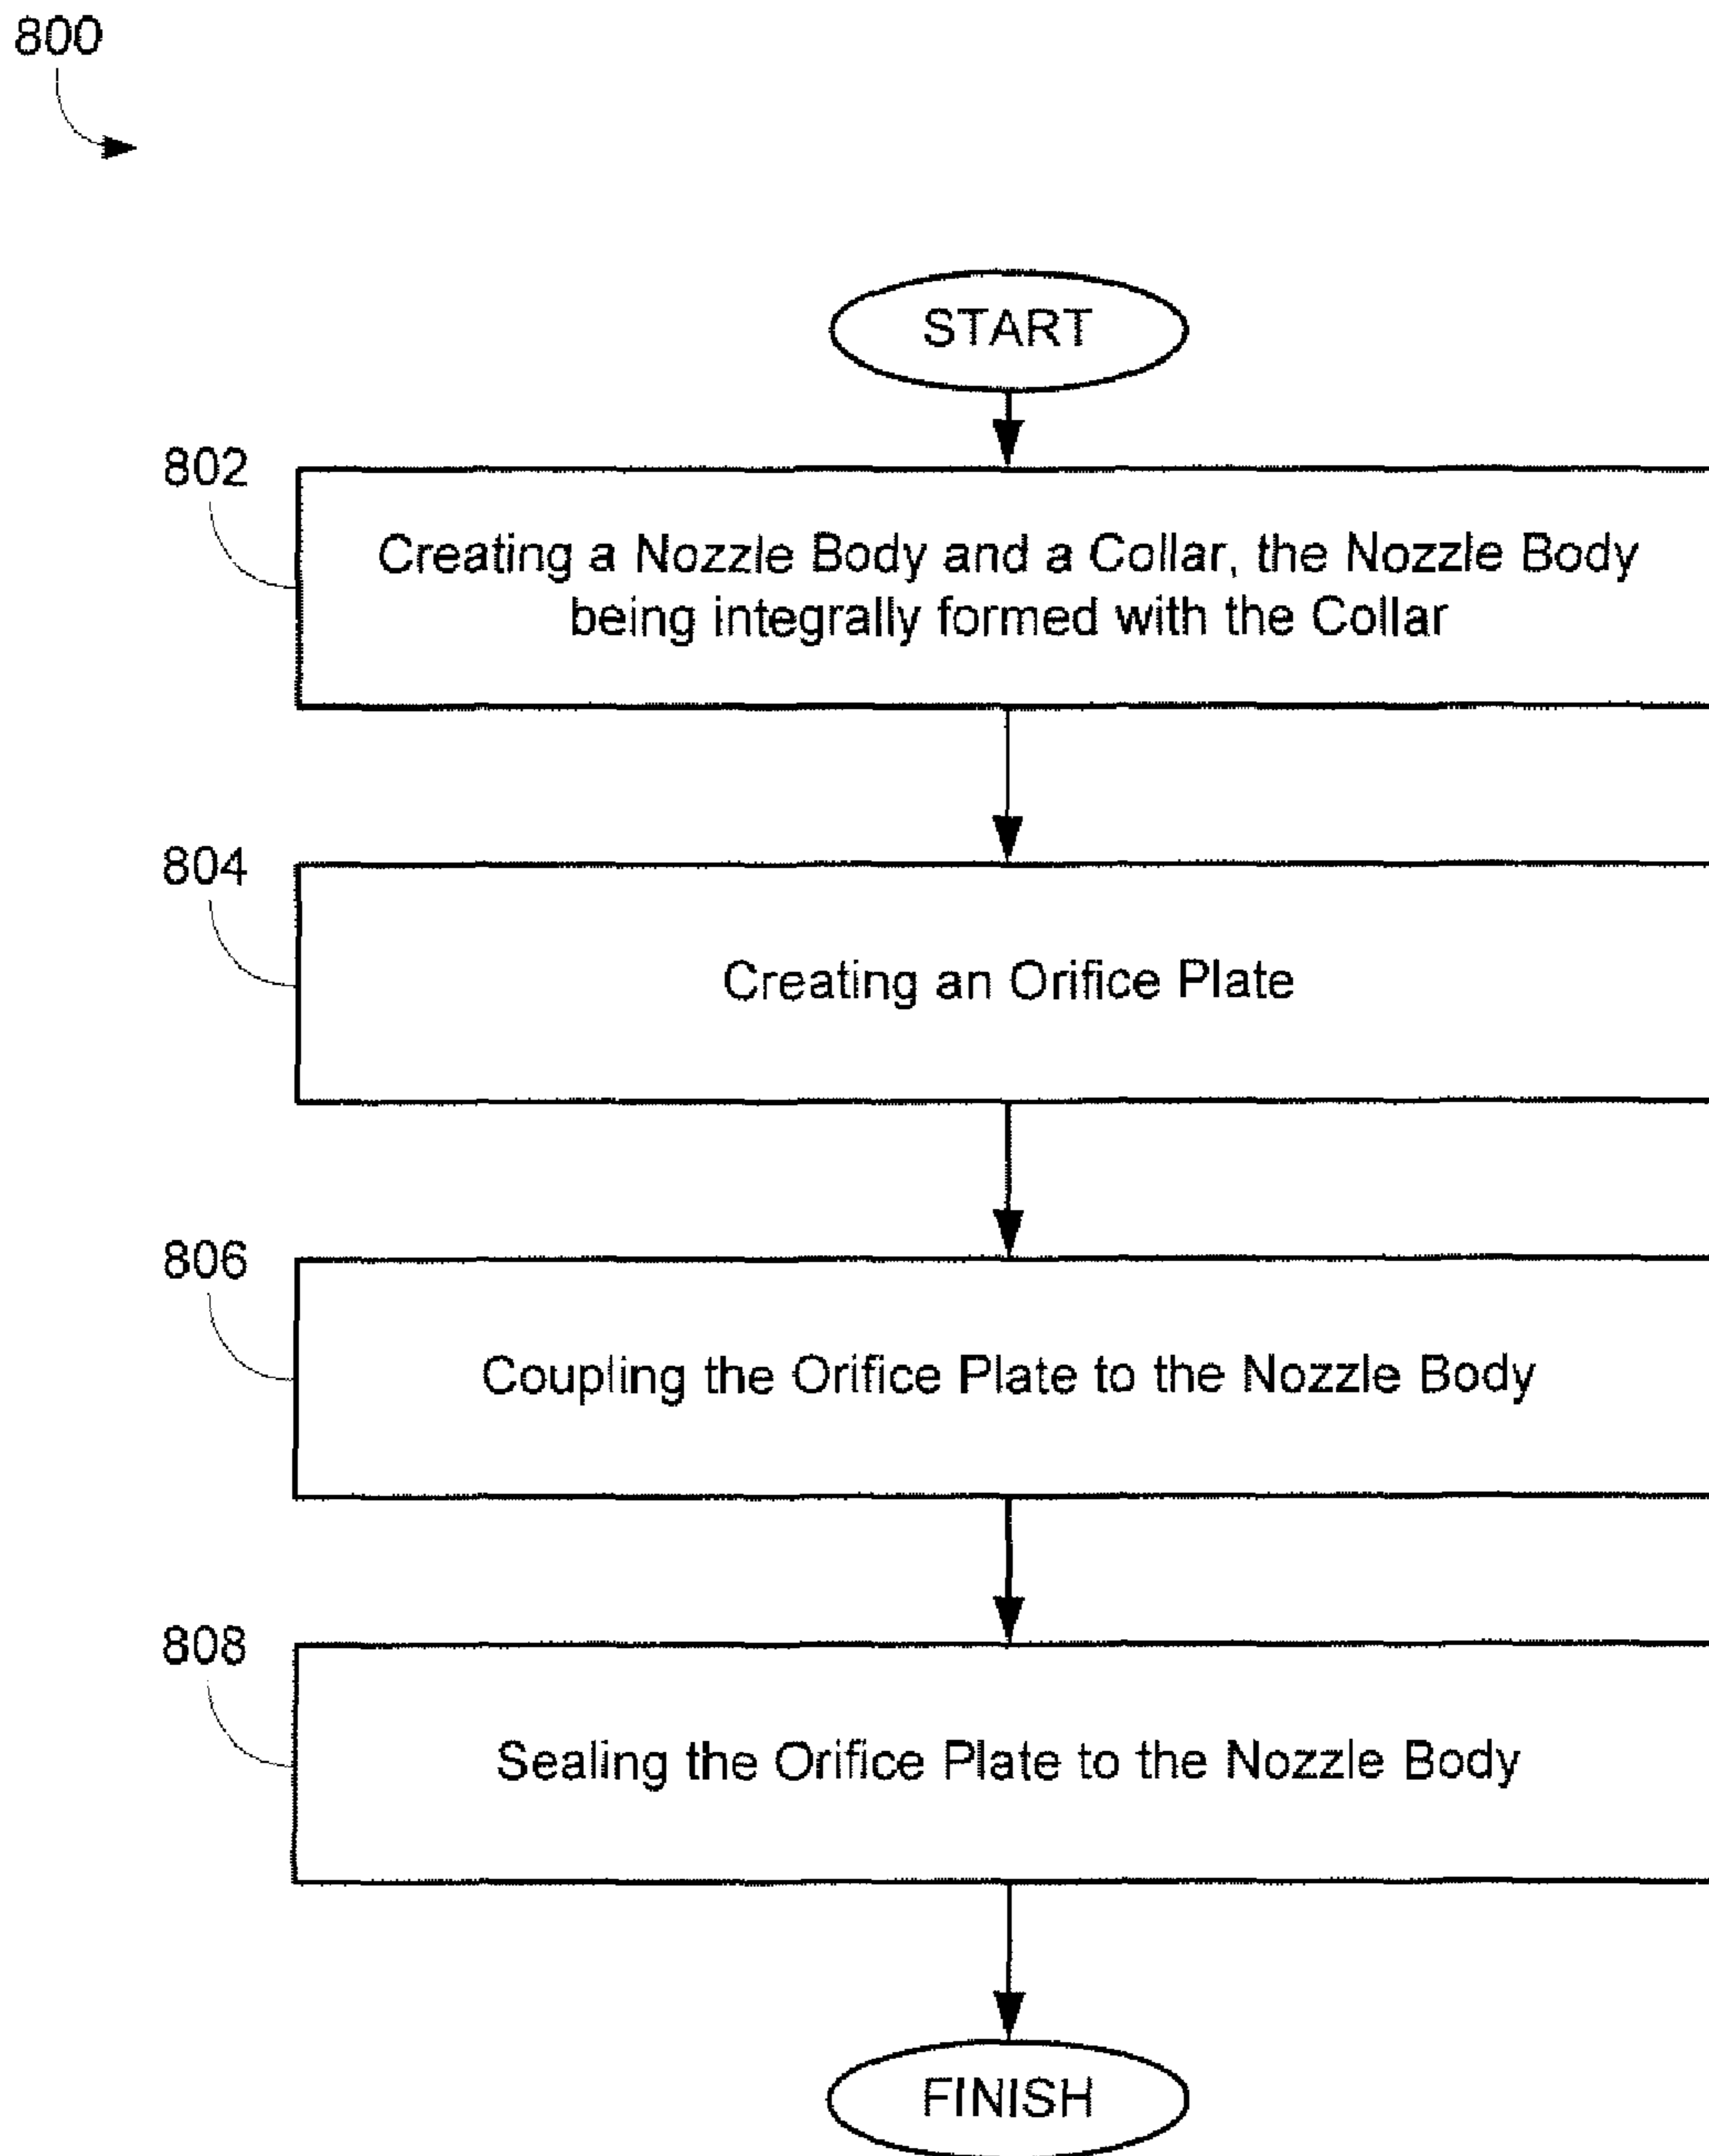 800
START
802
Creating a Nozzle Body and a Collar, the Nozzle Body
being integrally formed with the Collar
804
Creating an Orifice Plate
806
Coupling the Orifice Plate to the Nozzle Body
808
Sealing the Orifice Plate to the Nozzle Body
FINISH